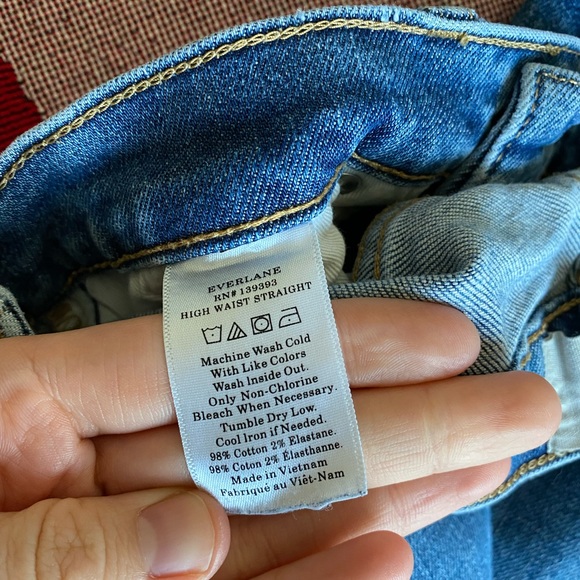 EVERLANE
RN# 139393
HIGH WAIST STRAIGHT
Machine Wash Cold
With Like Colors
Wash Inside Out.
Only Non-Chlorine
Bleach When Necessary.
Tumble Dry Low.
Cool Iron if Needed.
98% Cotton 2% Elastane.
98% Coton 2% Élasthanne.
Made in Vietnam
Fabriqué au Viêt-Nam